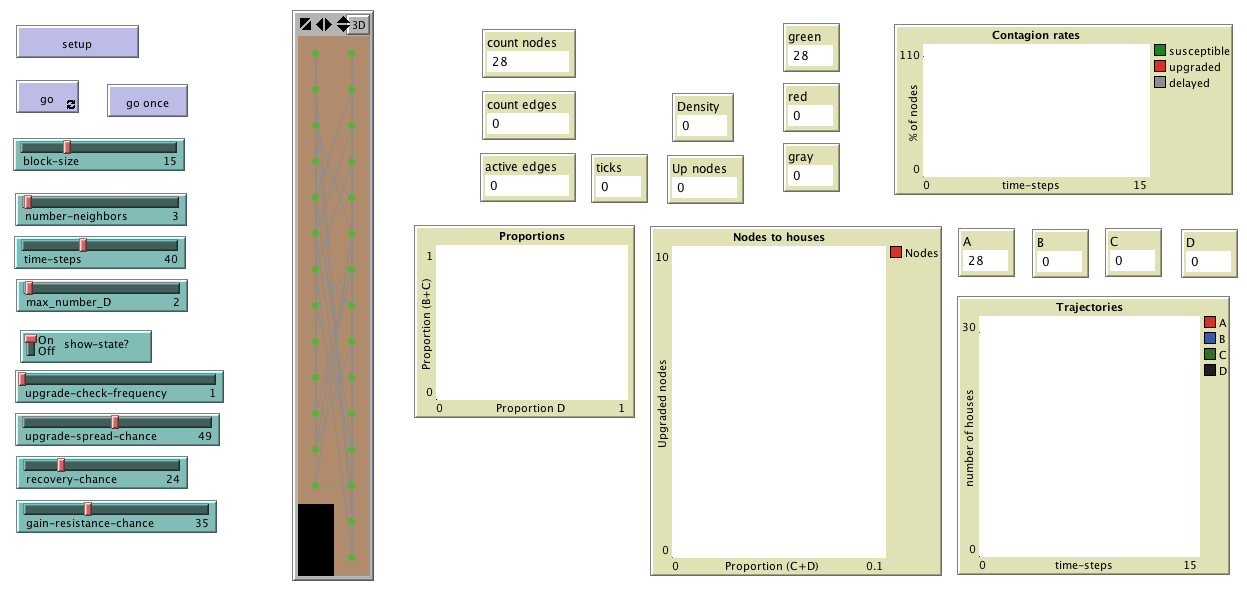 setup
go
go once
block-size 15
number-neighbors 3
time-steps 40
max_number_D 2
On
Off
show-state?
upgrade-check-frequency 1
upgrade-spread-chance 49
recovery-chance 24
gain-resistance-chance 35
3D
count nodes
28
count edges
0
active edges
0
ticks
0
Density
0
Up nodes
0
green
28
red
0
gray
0
Contagion rates
% of nodes
110
0
0 time-steps 15
susceptible
upgraded
delayed
Proportions
Proportion (B+C)
1
0
0 Proportion D 1
Nodes to houses
Upgraded nodes
10
0
0 Proportion (C+D) 0.1
Nodes
A
28
B
0
C
0
D
0
Trajectories
number of houses
30
0
0 time-steps 15
A
B
C
D